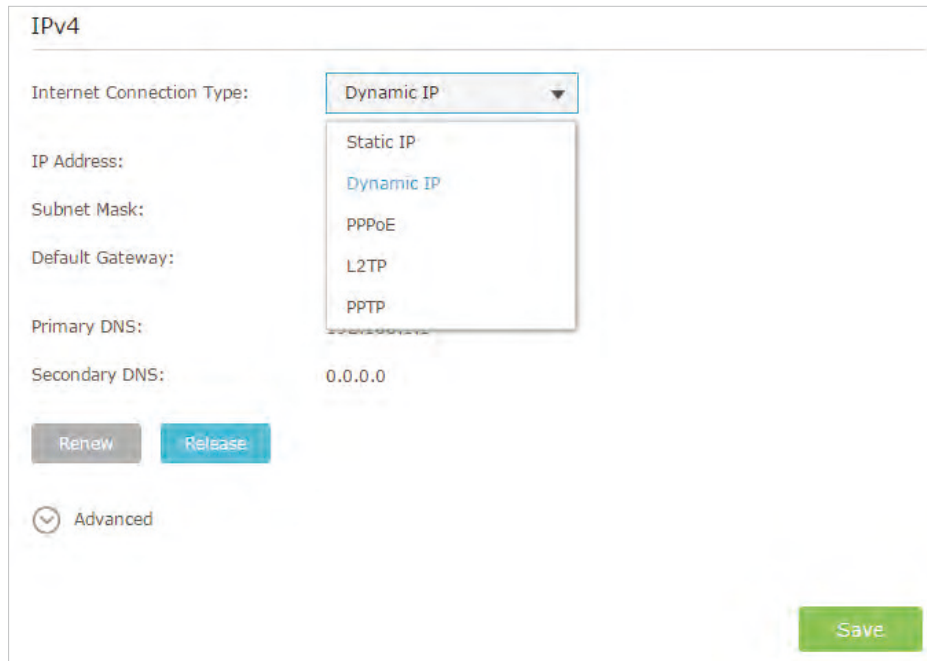 IPv4
Internet Connection Type: Dynamic IP
Static IP
IP Address:
Dynamic IP
Subnet Mask:
PPPoE
Default Gateway:
L2TP
PPTP
Primary DNS:
Secondary DNS: 0.0.0.0
Renew Release
Advanced
Save